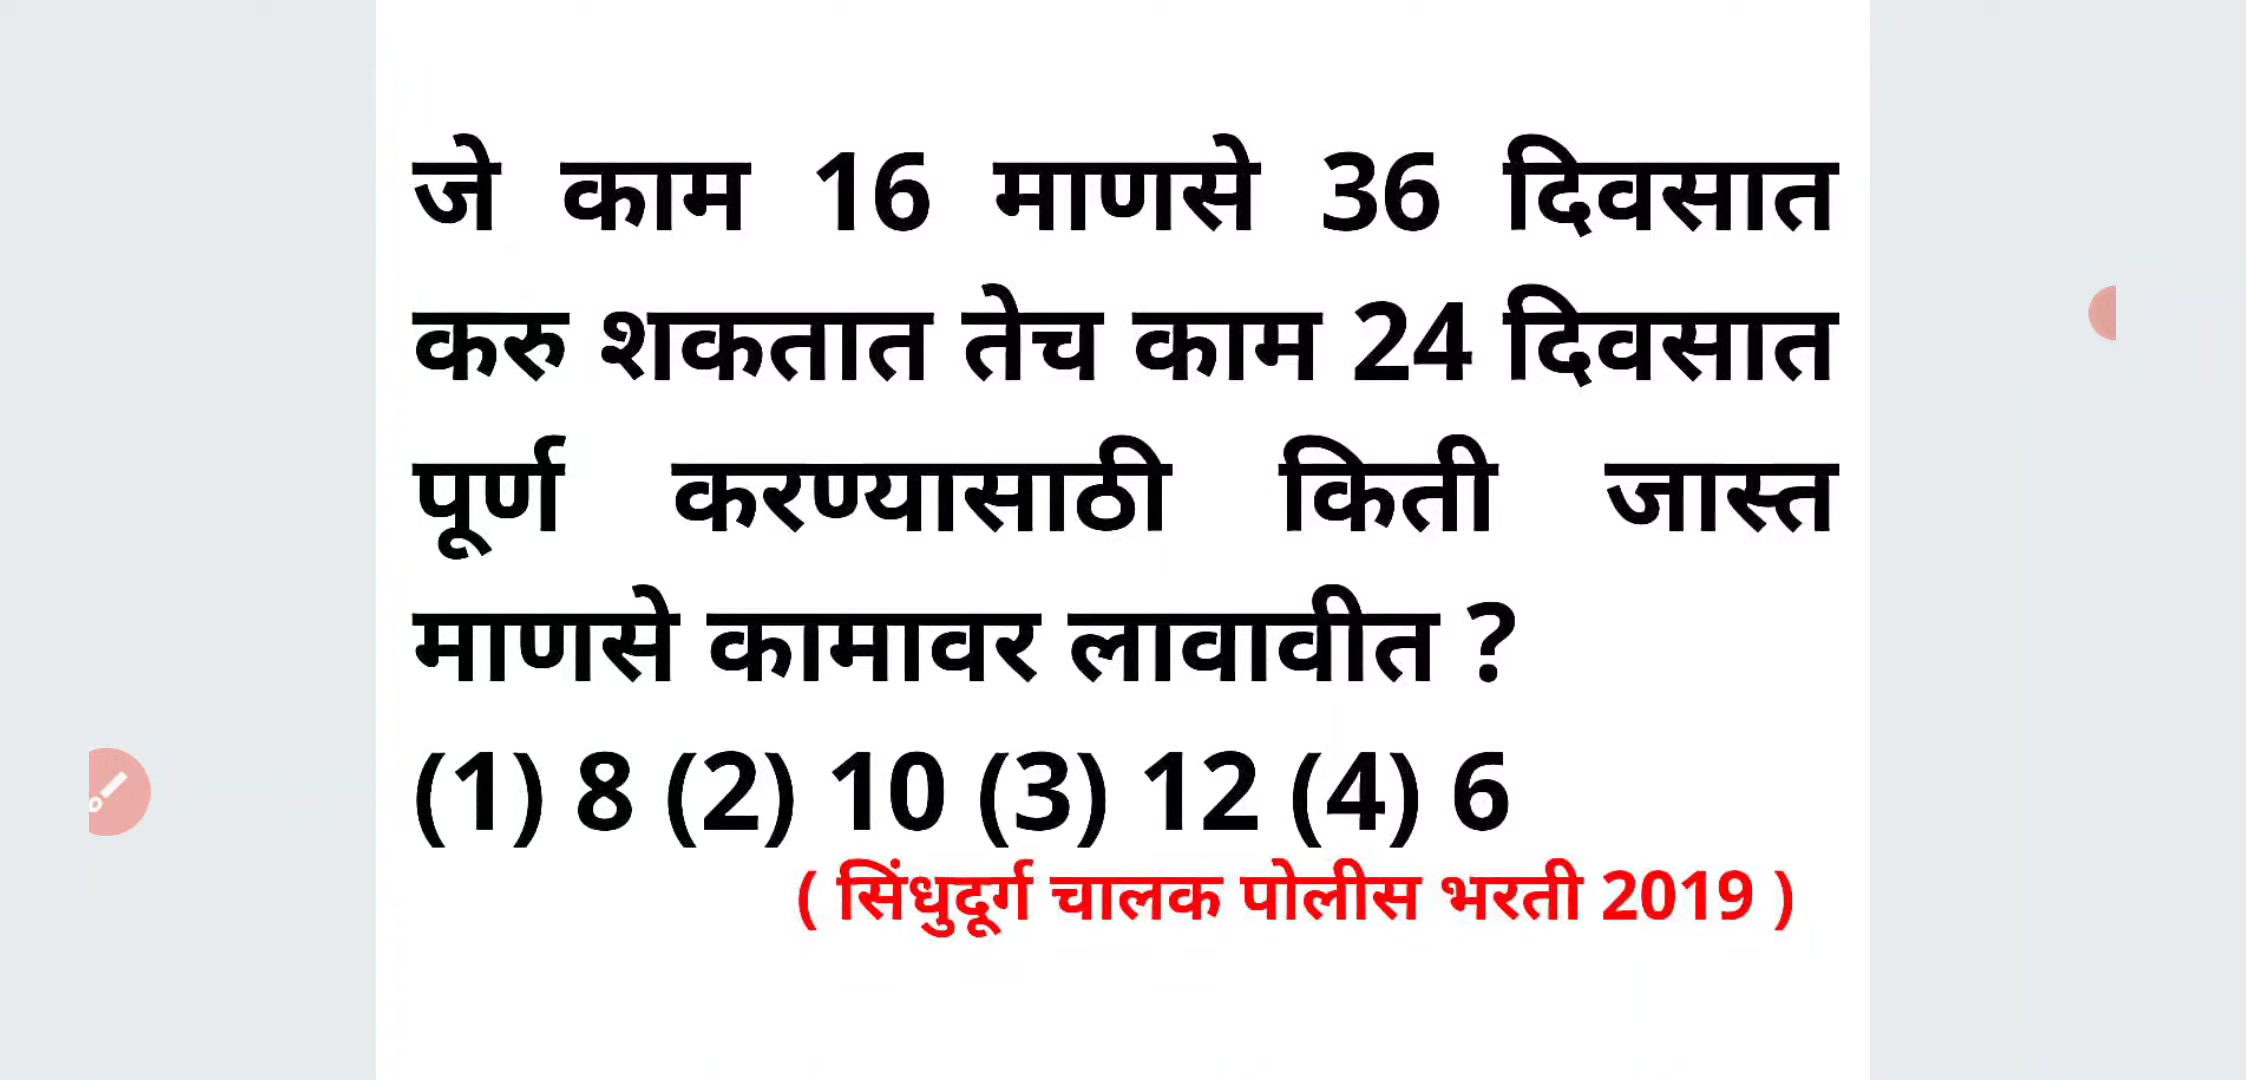 जे काम 16 माणसे 36 दिवसात
करु शकतात तेच काम 24 दिवसात
पूर्ण करण्यासाठी किती जास्त
माणसे कामावर लावावीत ?
(1) 8 (2) 10 (3) 12 (4) 6
( सिंधुदूर्ग चालक पोलीस भरती 2019 )